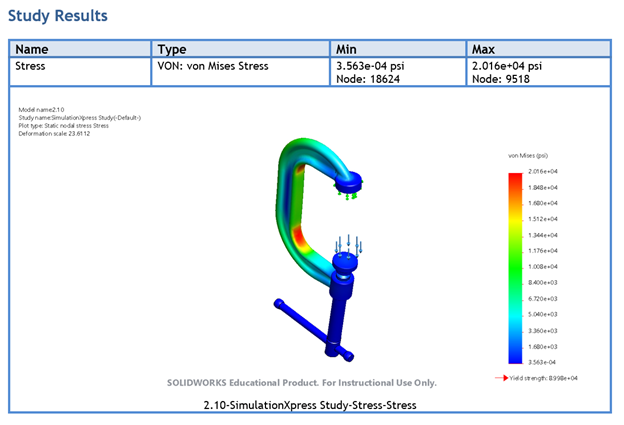 Study Results
Name Type Min Max
Stress VON: von Mises Stress 3.563e-04 psi 2.016e+04 psi
Node: 18624 Node: 9518
Model name:2.10
Study name:SimulationXpress Study(-Default-)
Plot type: Static nodal stress Stress
Deformation scale: 23.6112
von Mises (psi)
2.016e+04
1.848e+04
1.680e+04
1.512e+04
1.344e+04
1.176e+04
1.008e+04
8.400e+03
6.720e+03
5.040e+03
3.360e+03
1.680e+03
3.563e-04
Yield strength: 8.998e+04
SOLIDWORKS Educational Product. For Instructional Use Only.
2.10-SimulationXpress Study-Stress-Stress